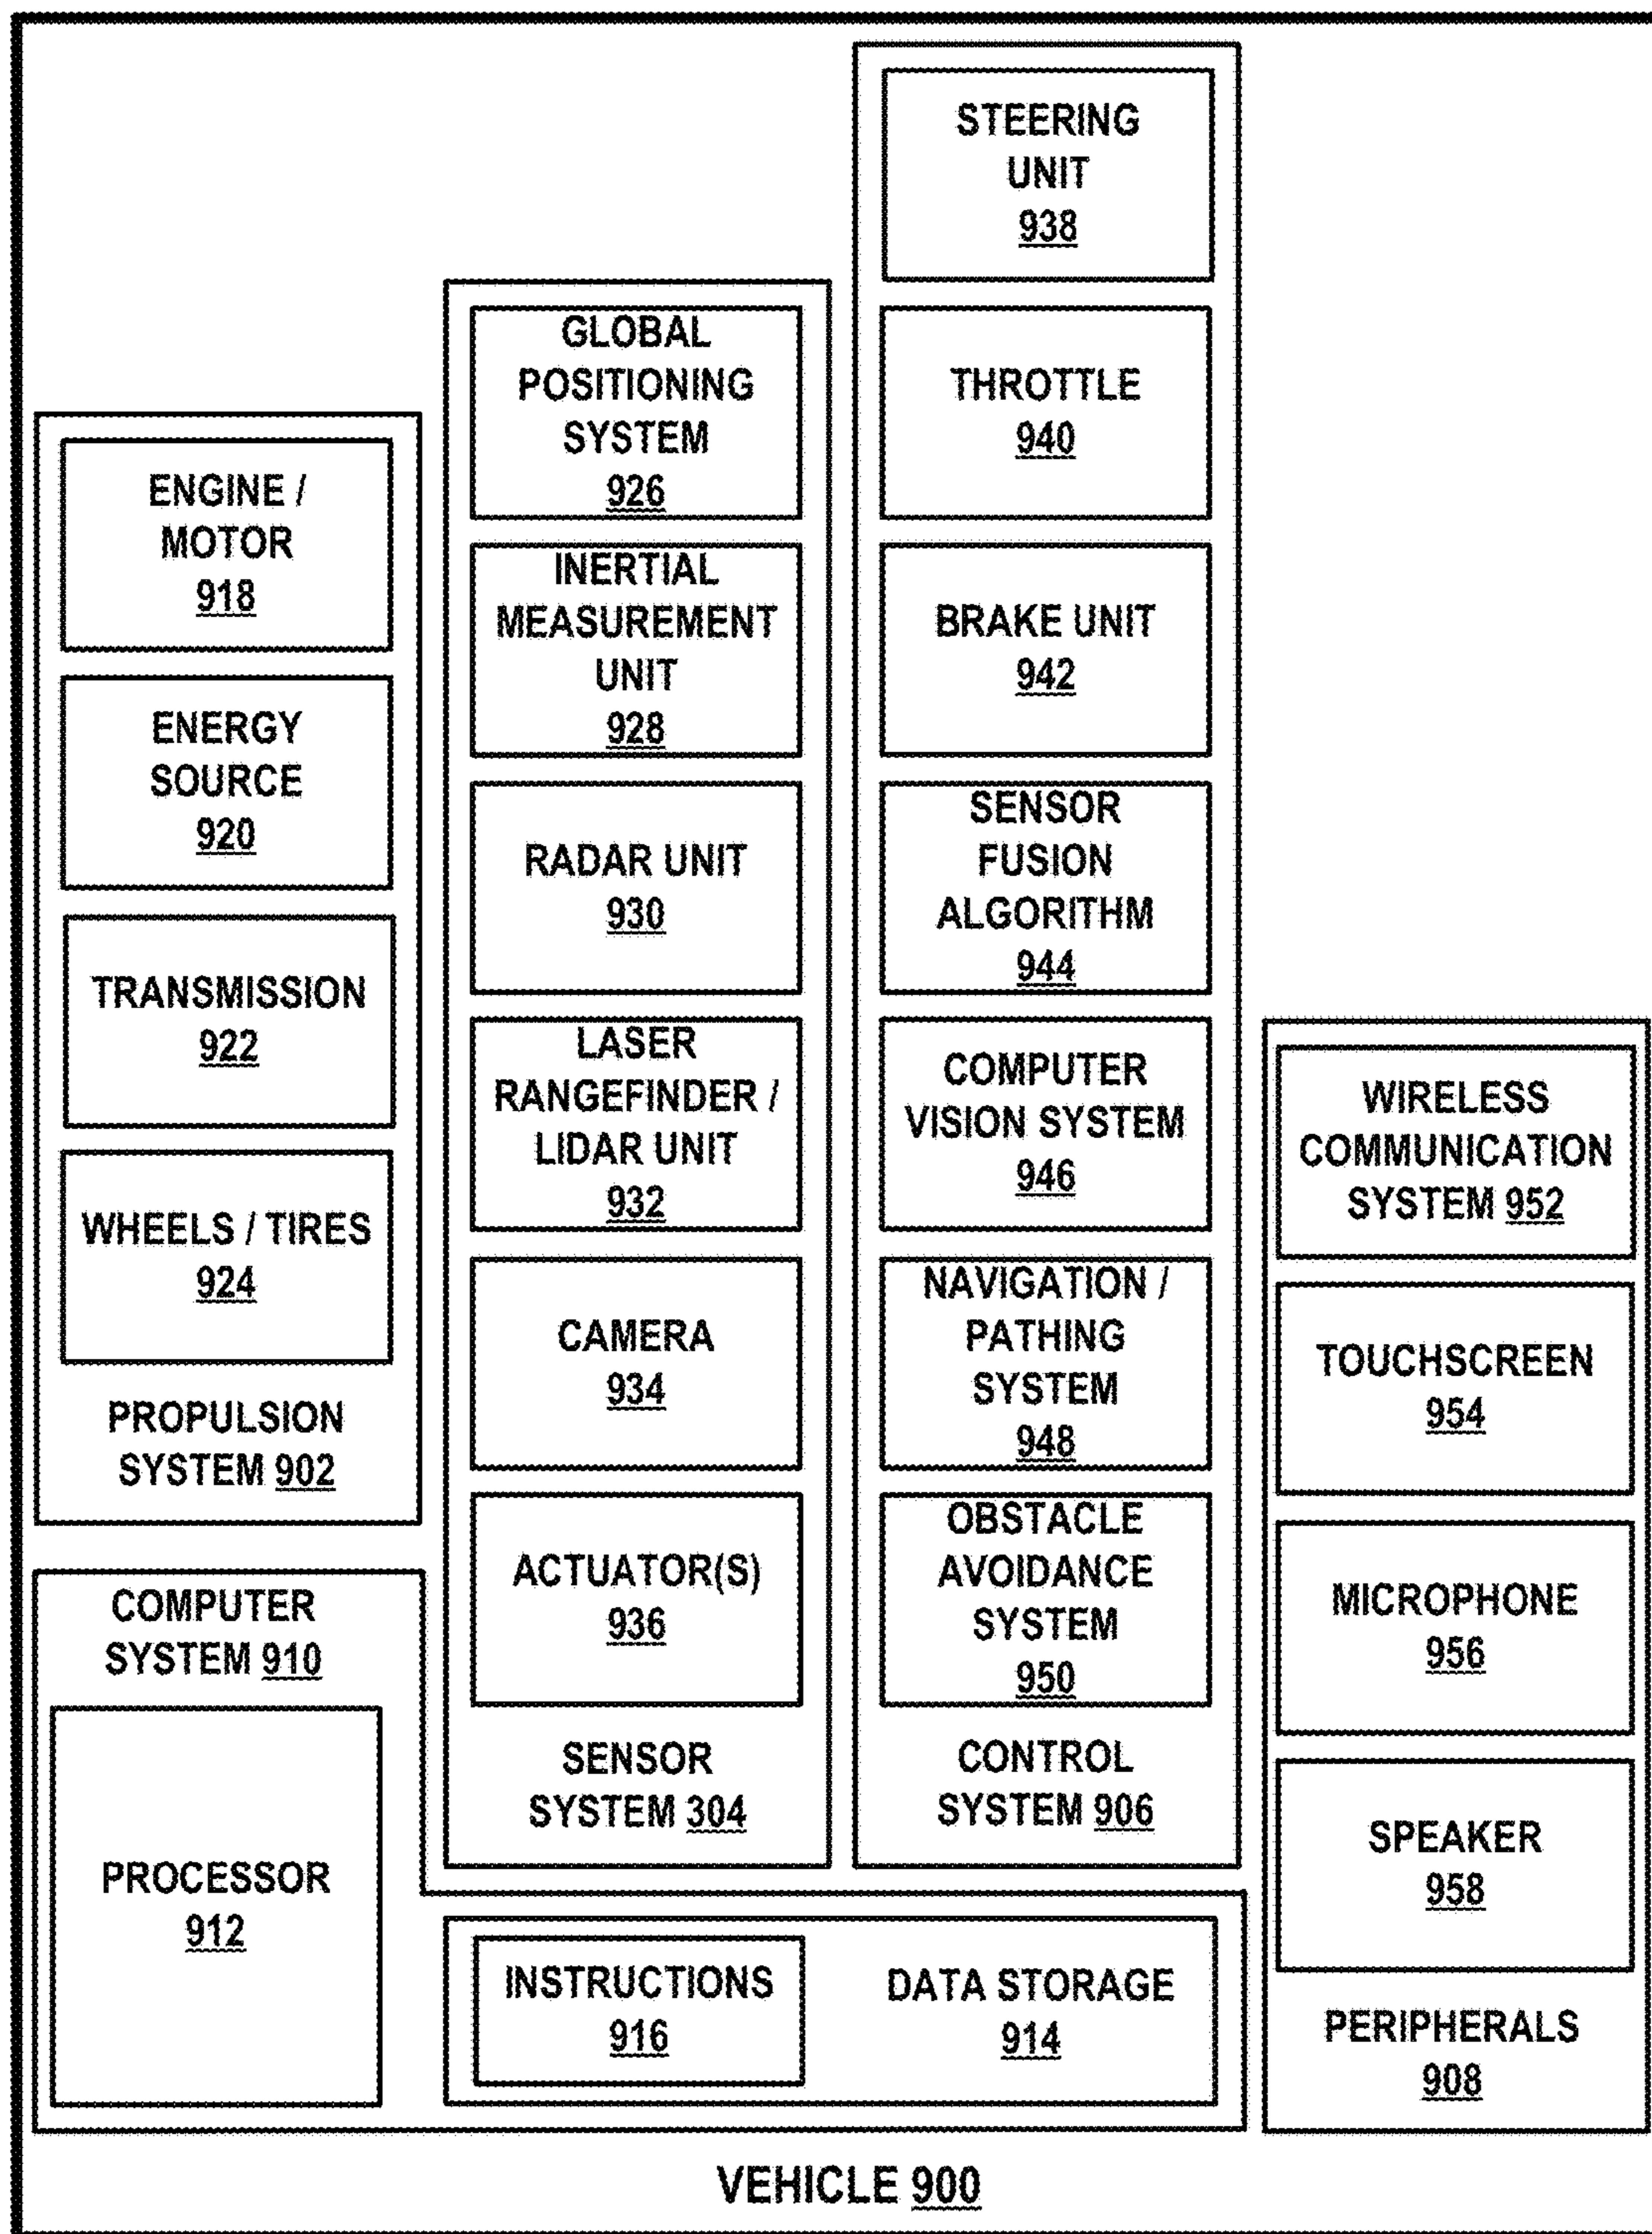 ENGINE /
MOTOR
918
ENERGY
SOURCE
920
TRANSMISSION
922
WHEELS / TIRES
924
PROPULSION
SYSTEM 902
COMPUTER
SYSTEM 910
PROCESSOR
912
GLOBAL
POSITIONING
SYSTEM
926
INERTIAL
MEASUREMENT
UNIT
928
RADAR UNIT
930
LASER
RANGEFINDER /
LIDAR UNIT
932
CAMERA
934
ACTUATOR(S)
936
SENSOR
SYSTEM 304
STEERING
UNIT
938
THROTTLE
940
BRAKE UNIT
942
SENSOR
FUSION
ALGORITHM
944
COMPUTER
VISION SYSTEM
946
NAVIGATION /
PATHING
SYSTEM
948
OBSTACLE
AVOIDANCE
SYSTEM
950
CONTROL
SYSTEM 906
INSTRUCTIONS
916
DATA STORAGE
914
WIRELESS
COMMUNICATION
SYSTEM 952
TOUCHSCREEN
954
MICROPHONE
956
SPEAKER
958
PERIPHERALS
908
VEHICLE 900